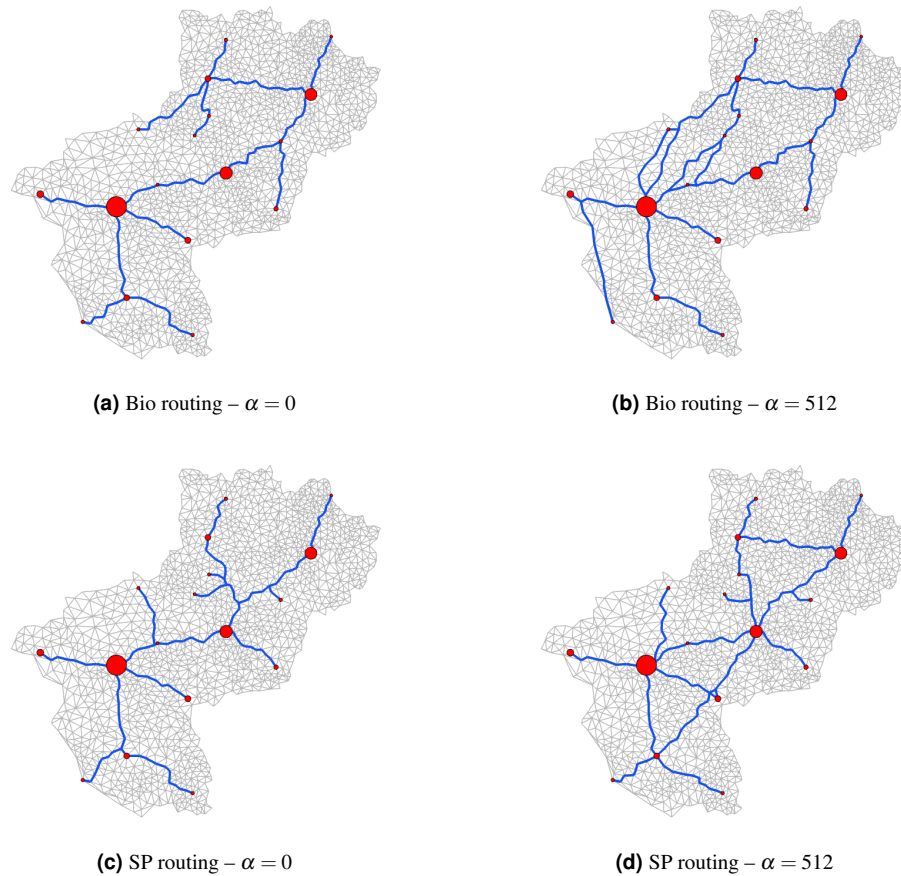 (a) Bio routing – α = 0
(b) Bio routing – α = 512
(c) SP routing – α = 0
(d) SP routing – α = 512